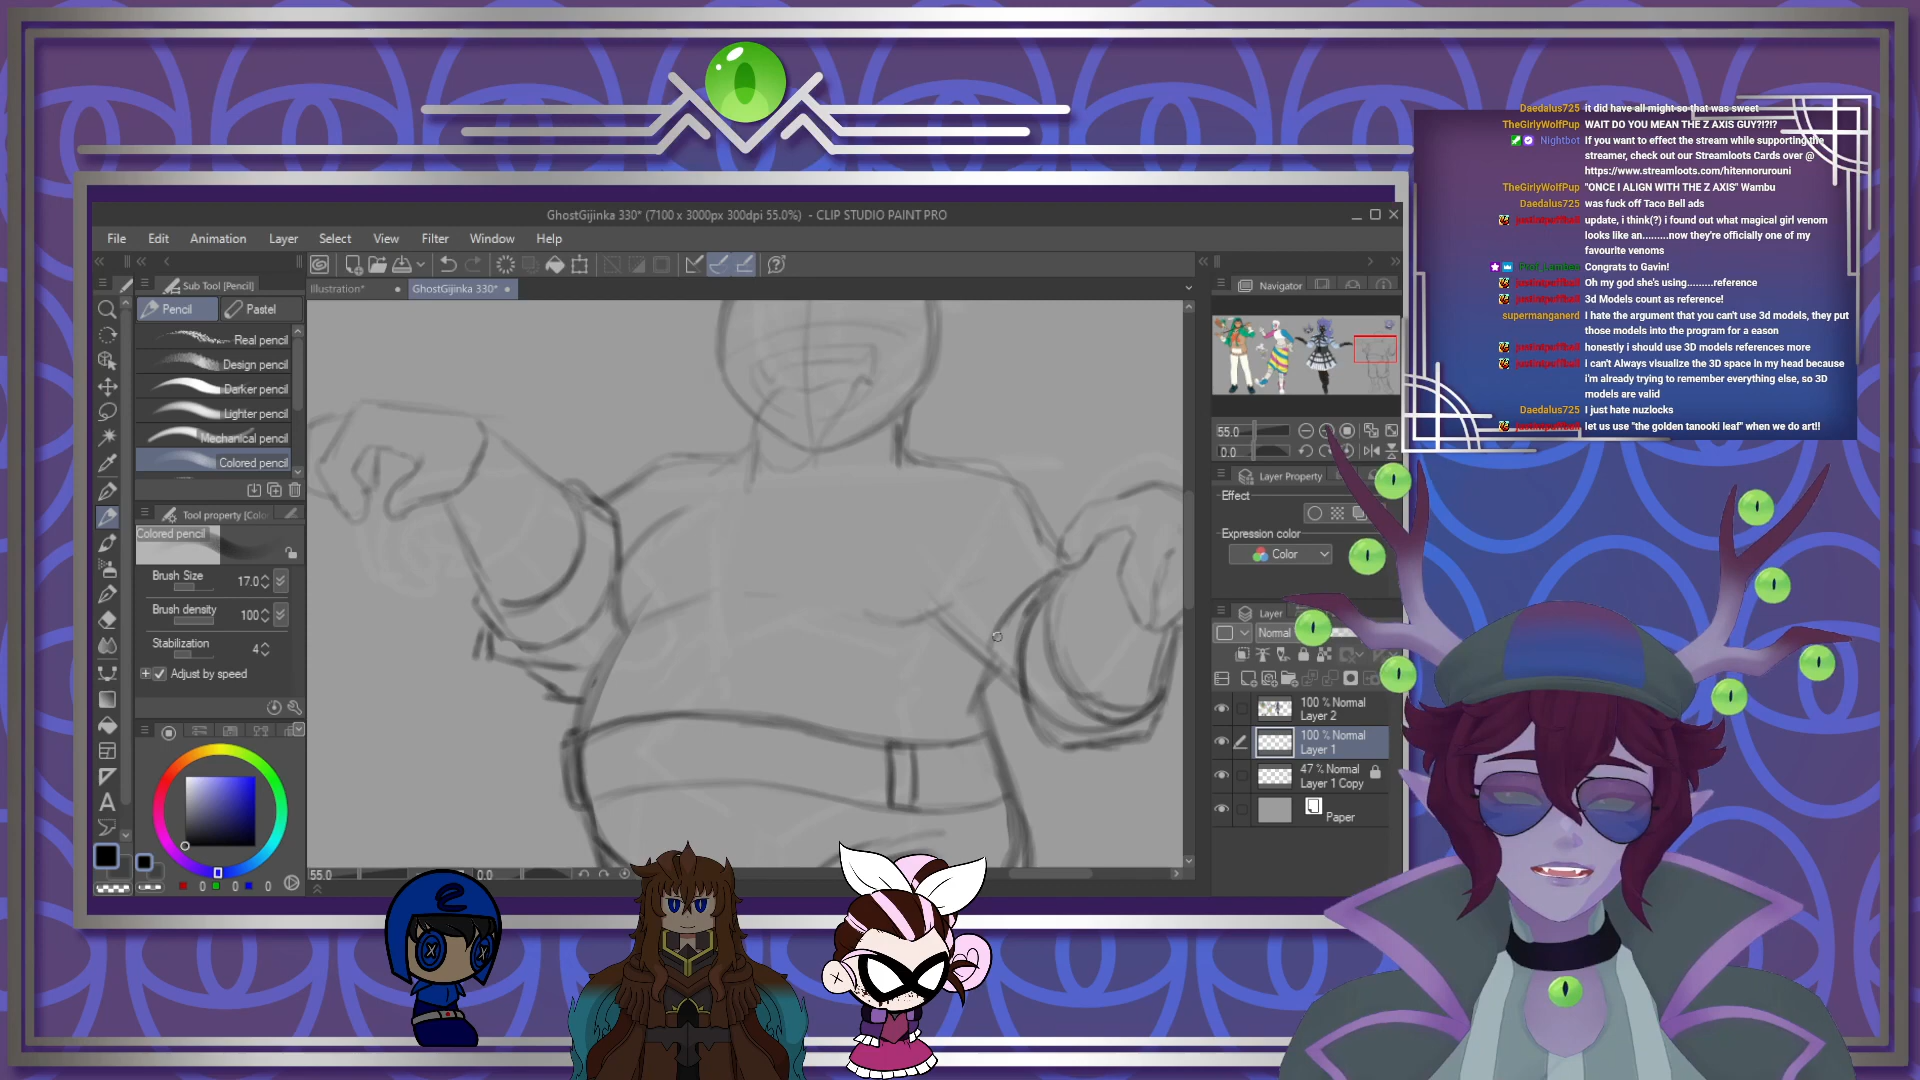 GhostGijinka 330* (7100 x 3000px 300dpi 55.0%) - CLIP STUDIO PAINT PRO
File Edit Animation Layer Select View Filter Window Help
Sub Tool [Pencil]
Illustration*
GhostGijinka 330*
Pencil
Pastel
Real pencil
Design pencil
Darker pencil
Lighter pencil
Mechanical pencil
Colored pencil
Tool property [Colo
Colored pencil
Brush Size 17.0
Brush density 100
Stabilization 4
Adjust by speed
0 0 0
55.0 0.0
Navigator
55.0
0.0
Layer Property
Effect
Expression color
Color
Layer
Normal
100 % Normal
Layer 2
100 % Normal
Layer 1
47 % Normal
Layer 1 Copy
Paper
Daedalus725 it did have all might so that was sweet
TheGirlyWolfPup WAIT DO YOU MEAN THE Z AXIS GUY?!?!?
Nightbot If you want to effect the stream while supporting the
streamer, check out our Streamloots Cards over @
https://www.streamloots.com/hitennorurouni
TheGirlyWolfPup "ONCE I ALIGN WITH THE Z AXIS" Wambu
Daedalus725 was fuck off Taco Bell ads
update, i think(?) i found out what magical girl venom
looks like an.........now they're officially one of my
favourite venoms
Congrats to Gavin!
Oh my god she's using.........reference
3d Models count as reference!
supermanganerd I hate the argument that you can't use 3d models, they put
those models into the program for a eason
honestly i should use 3D models references more
I can't Always visualize the 3D space in my head because
i'm already trying to remember everything else, so 3D
models are valid
Daedalus725 I just hate nuzlocks
let us use "the golden tanooki leaf" when we do art!!